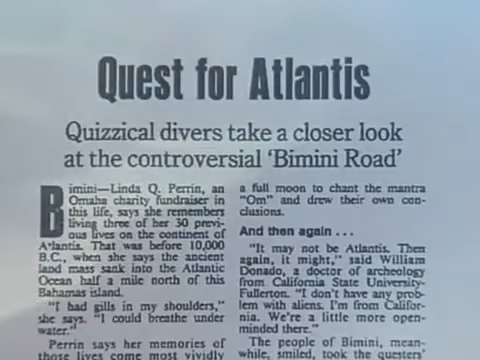 Quest for Atlantis
Quizzical divers take a closer look
at the controversial 'Bimini Road'
Bimini—Linda Q. Perrin, an
Omaha charity fundraiser in
this life, says she remembers
living three of her 30 previ-
ous lives on the continent of
Atlantis. That was before 10,000
B.C., when she says the ancient
land mass sank into the Atlantic
Ocean half a mile north of this
Bahamas island.
"I had gills in my shoulders,"
she says. "I could breathe under
water."
Perrin says her memories of
those lives come most vividly
a full moon to chant the mantra
"Om" and drew their own con-
clusions.
And then again . . .
"It may not be Atlantis. Then
again, it might," said William
Donado, a doctor of archeology
from California State University-
Fullerton. "I don't have any prob-
lem with aliens. I'm from Califor-
nia. We're a little more open-
minded there."
The people of Bimini, mean-
while, smiled, took the questers'